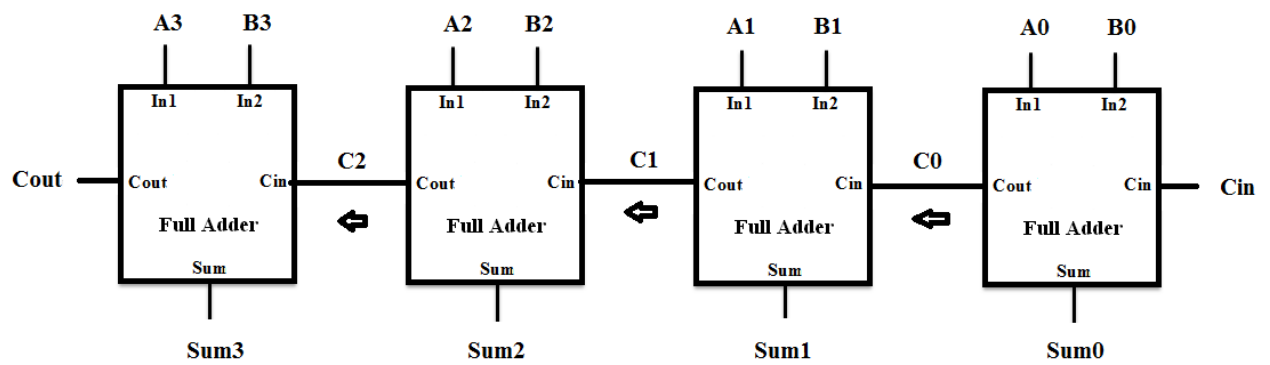 A3 B3 A2 B2 A1 B1 A0 B0
In1 In2 In1 In2 In1 In2 In1 In2
C2 C1 C0
Cout Cout Cin Cout Cin Cout Cin Cout Cin Cin
Full Adder Full Adder Full Adder Full Adder
Sum Sum Sum Sum
Sum3 Sum2 Sum1 Sum0